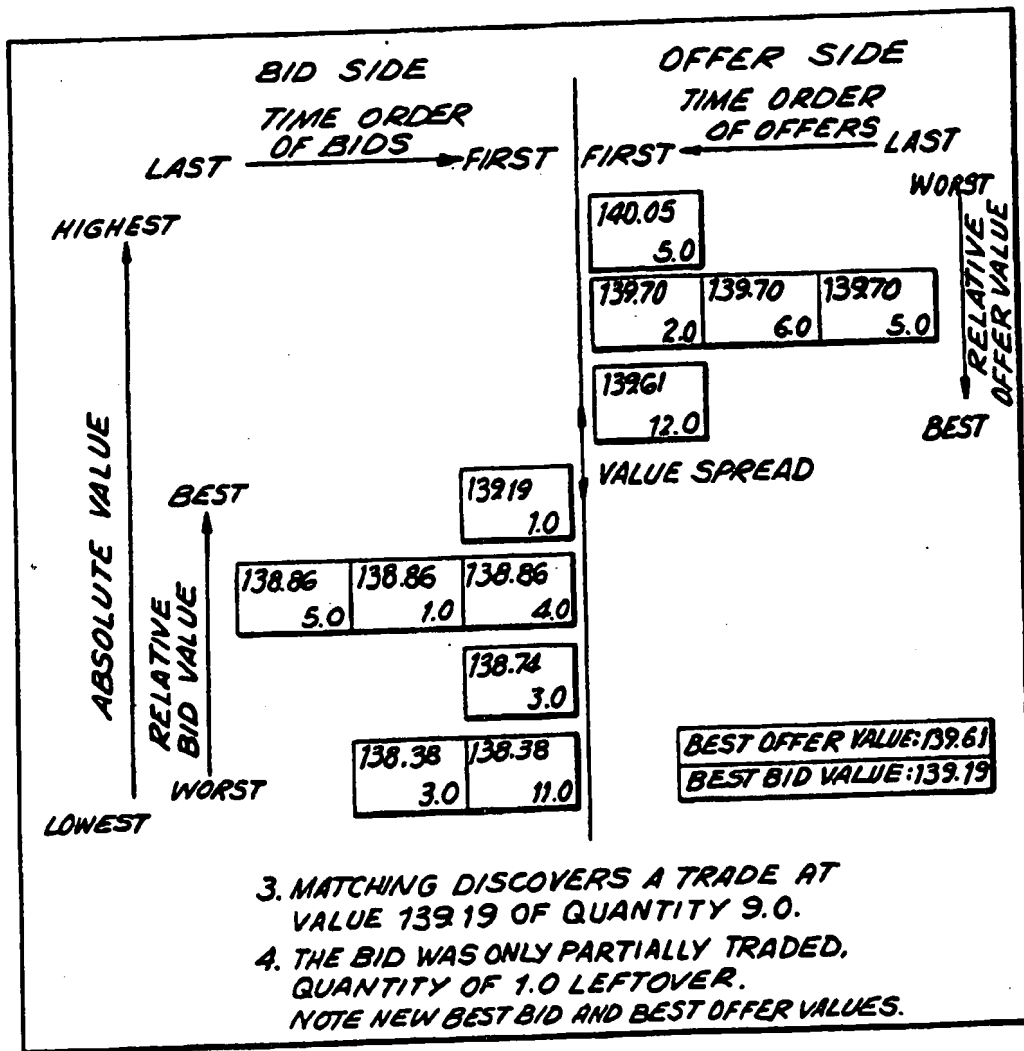 BID SIDE
OFFER SIDE
TIME ORDER
OF BIDS
TIME ORDER
OF OFFERS
LAST
FIRST
FIRST
LAST
WORST
HIGHEST
140.05
5.0
139.70
2.0
139.70
6.0
139.70
5.0
RELATIVE
OFFER VALUE
13961
12.0
BEST
ABSOLUTE VALUE
VALUE SPREAD
BEST
13919
1.0
RELATIVE
BID VALUE
138.86
5.0
138.86
1.0
138.86
4.0
138.74
3.0
138.38
3.0
138.38
11.0
WORST
LOWEST
BEST OFFER VALUE:139.61
BEST BID VALUE:139.19
3. MATCHING DISCOVERS A TRADE AT
VALUE 139.19 OF QUANTITY 9.0.
4. THE BID WAS ONLY PARTIALLY TRADED,
QUANTITY OF 1.0 LEFTOVER.
NOTE NEW BEST BID AND BEST OFFER VALUES.